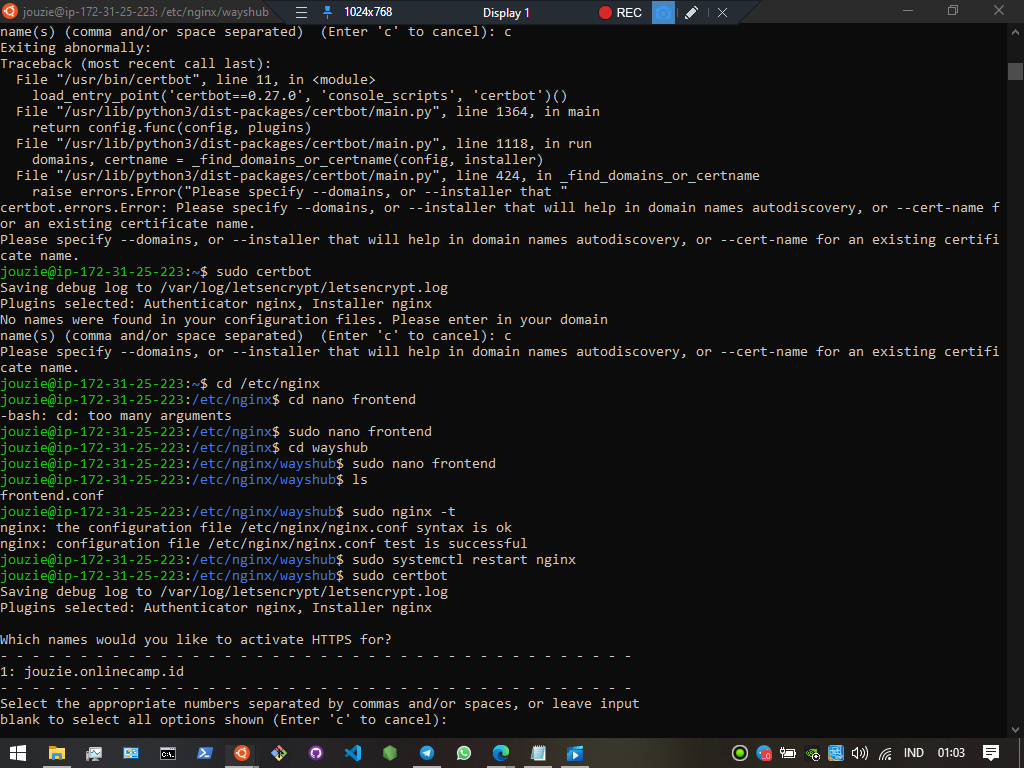 jouzie@ip-172-31-25-223: /etc/nginx/wayshub
1024x768
Display 1
REC
name(s) (comma and/or space separated)  (Enter 'c' to cancel): c
Exiting abnormally:
Traceback (most recent call last):
  File "/usr/bin/certbot", line 11, in <module>
    load_entry_point('certbot==0.27.0', 'console_scripts', 'certbot')()
  File "/usr/lib/python3/dist-packages/certbot/main.py", line 1364, in main
    return config.func(config, plugins)
  File "/usr/lib/python3/dist-packages/certbot/main.py", line 1118, in run
    domains, certname = _find_domains_or_certname(config, installer)
  File "/usr/lib/python3/dist-packages/certbot/main.py", line 424, in _find_domains_or_certname
    raise errors.Error("Please specify --domains, or --installer that "
certbot.errors.Error: Please specify --domains, or --installer that will help in domain names autodiscovery, or --cert-name f
or an existing certificate name.
Please specify --domains, or --installer that will help in domain names autodiscovery, or --cert-name for an existing certifi
cate name.
jouzie@ip-172-31-25-223:~$ sudo certbot
Saving debug log to /var/log/letsencrypt/letsencrypt.log
Plugins selected: Authenticator nginx, Installer nginx
No names were found in your configuration files. Please enter in your domain
name(s) (comma and/or space separated)  (Enter 'c' to cancel): c
Please specify --domains, or --installer that will help in domain names autodiscovery, or --cert-name for an existing certifi
cate name.
jouzie@ip-172-31-25-223:~$ cd /etc/nginx
jouzie@ip-172-31-25-223:/etc/nginx$ cd nano frontend
-bash: cd: too many arguments
jouzie@ip-172-31-25-223:/etc/nginx$ sudo nano frontend
jouzie@ip-172-31-25-223:/etc/nginx$ cd wayshub
jouzie@ip-172-31-25-223:/etc/nginx/wayshub$ sudo nano frontend
jouzie@ip-172-31-25-223:/etc/nginx/wayshub$ ls
frontend.conf
jouzie@ip-172-31-25-223:/etc/nginx/wayshub$ sudo nginx -t
nginx: the configuration file /etc/nginx/nginx.conf syntax is ok
nginx: configuration file /etc/nginx/nginx.conf test is successful
jouzie@ip-172-31-25-223:/etc/nginx/wayshub$ sudo systemctl restart nginx
jouzie@ip-172-31-25-223:/etc/nginx/wayshub$ sudo certbot
Saving debug log to /var/log/letsencrypt/letsencrypt.log
Plugins selected: Authenticator nginx, Installer nginx
Which names would you like to activate HTTPS for?
- - - - - - - - - - - - - - - - - - - - - - - - - - - - - - - - - - - - - - - -
1: jouzie.onlinecamp.id
- - - - - - - - - - - - - - - - - - - - - - - - - - - - - - - - - - - - - - - -
Select the appropriate numbers separated by commas and/or spaces, or leave input
blank to select all options shown (Enter 'c' to cancel):
IND
01:03